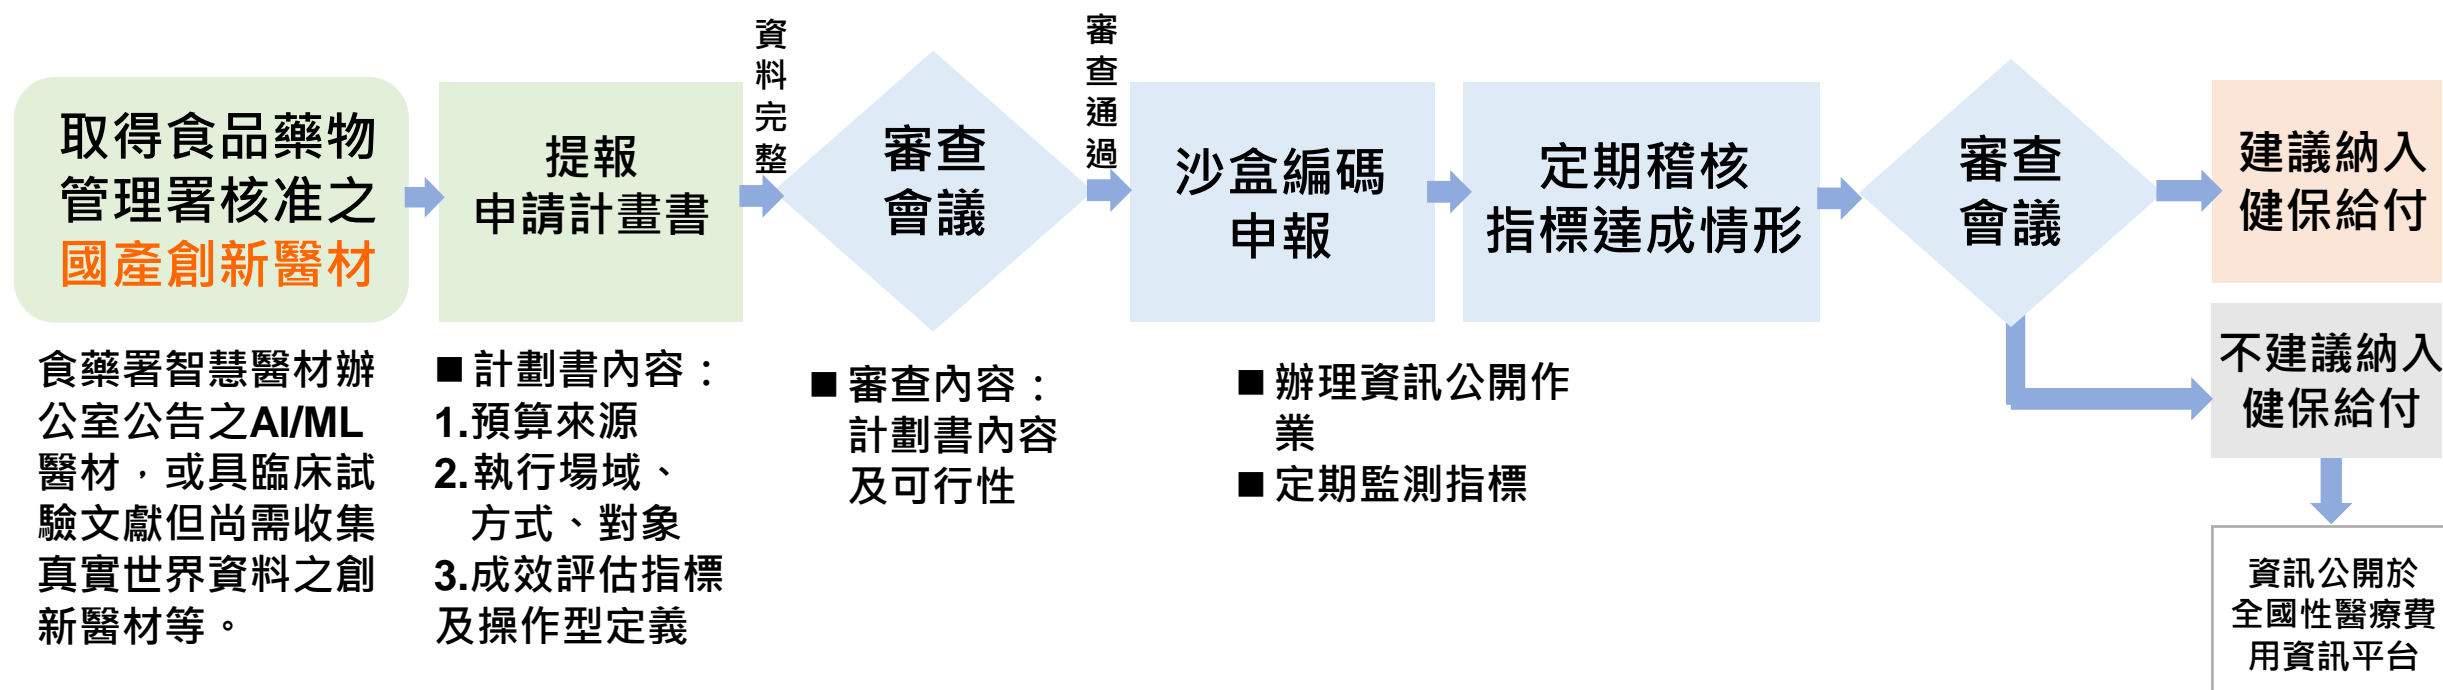 取得食品藥物
管理署核准之
國產創新醫材
食藥署智慧醫材辦
公室公告之AI/ML
醫材，或具臨床試
驗文獻但尚需收集
真實世界資料之創
新醫材等。
提報
申請計畫書
■ 計劃書內容：
1.預算來源
2.執行場域、
方式、對象
3.成效評估指標
及操作型定義
資料完整
審查
會議
■ 審查內容：
計劃書內容
及可行性
審查通過
沙盒編碼
申報
定期稽核
指標達成情形
■ 辦理資訊公開作
業
■ 定期監測指標
審查
會議
建議納入
健保給付
不建議納入
健保給付
資訊公開於
全國性醫療費
用資訊平台